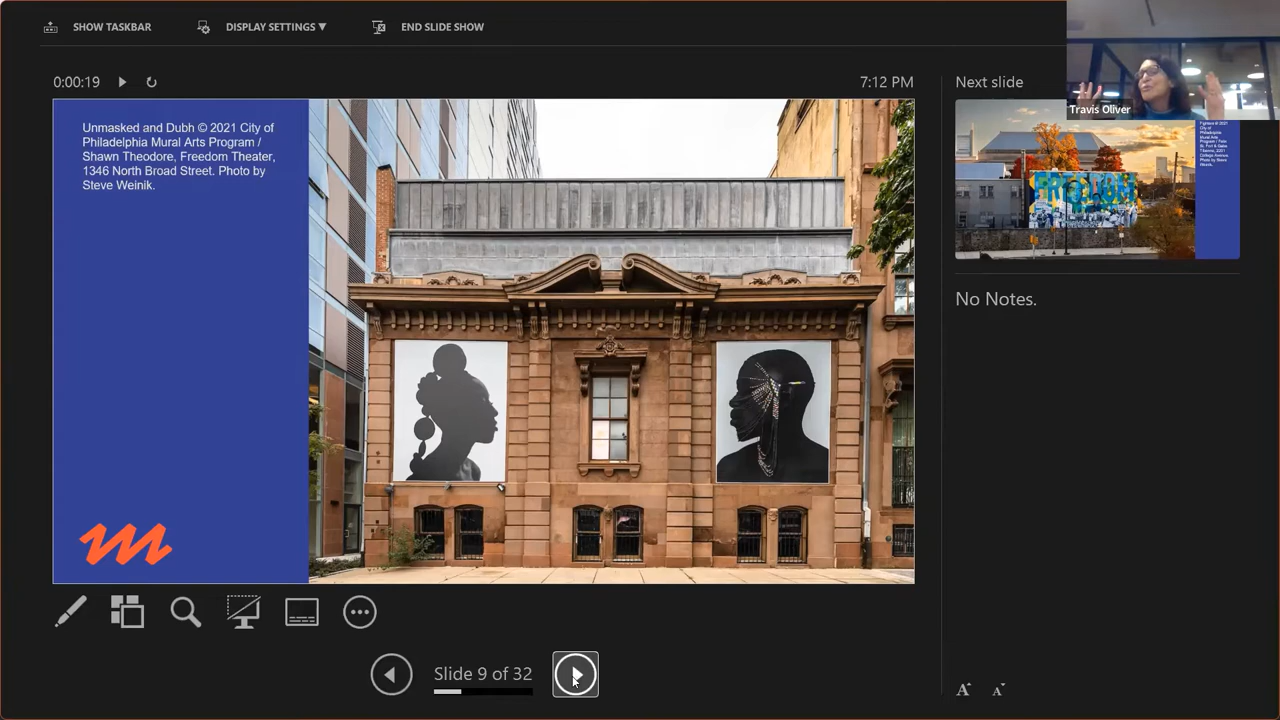 SHOW TASKBAR
DISPLAY SETTINGS ▼
END SLIDE SHOW
0:00:19
7:12 PM
Next slide
Travis Oliver
Unmasked and Dubh © 2021 City of
Philadelphia Mural Arts Program /
Shawn Theodore, Freedom Theater,
1346 North Broad Street. Photo by
Steve Weinik.
FREEDOM
No Notes.
Slide 9 of 32
A A